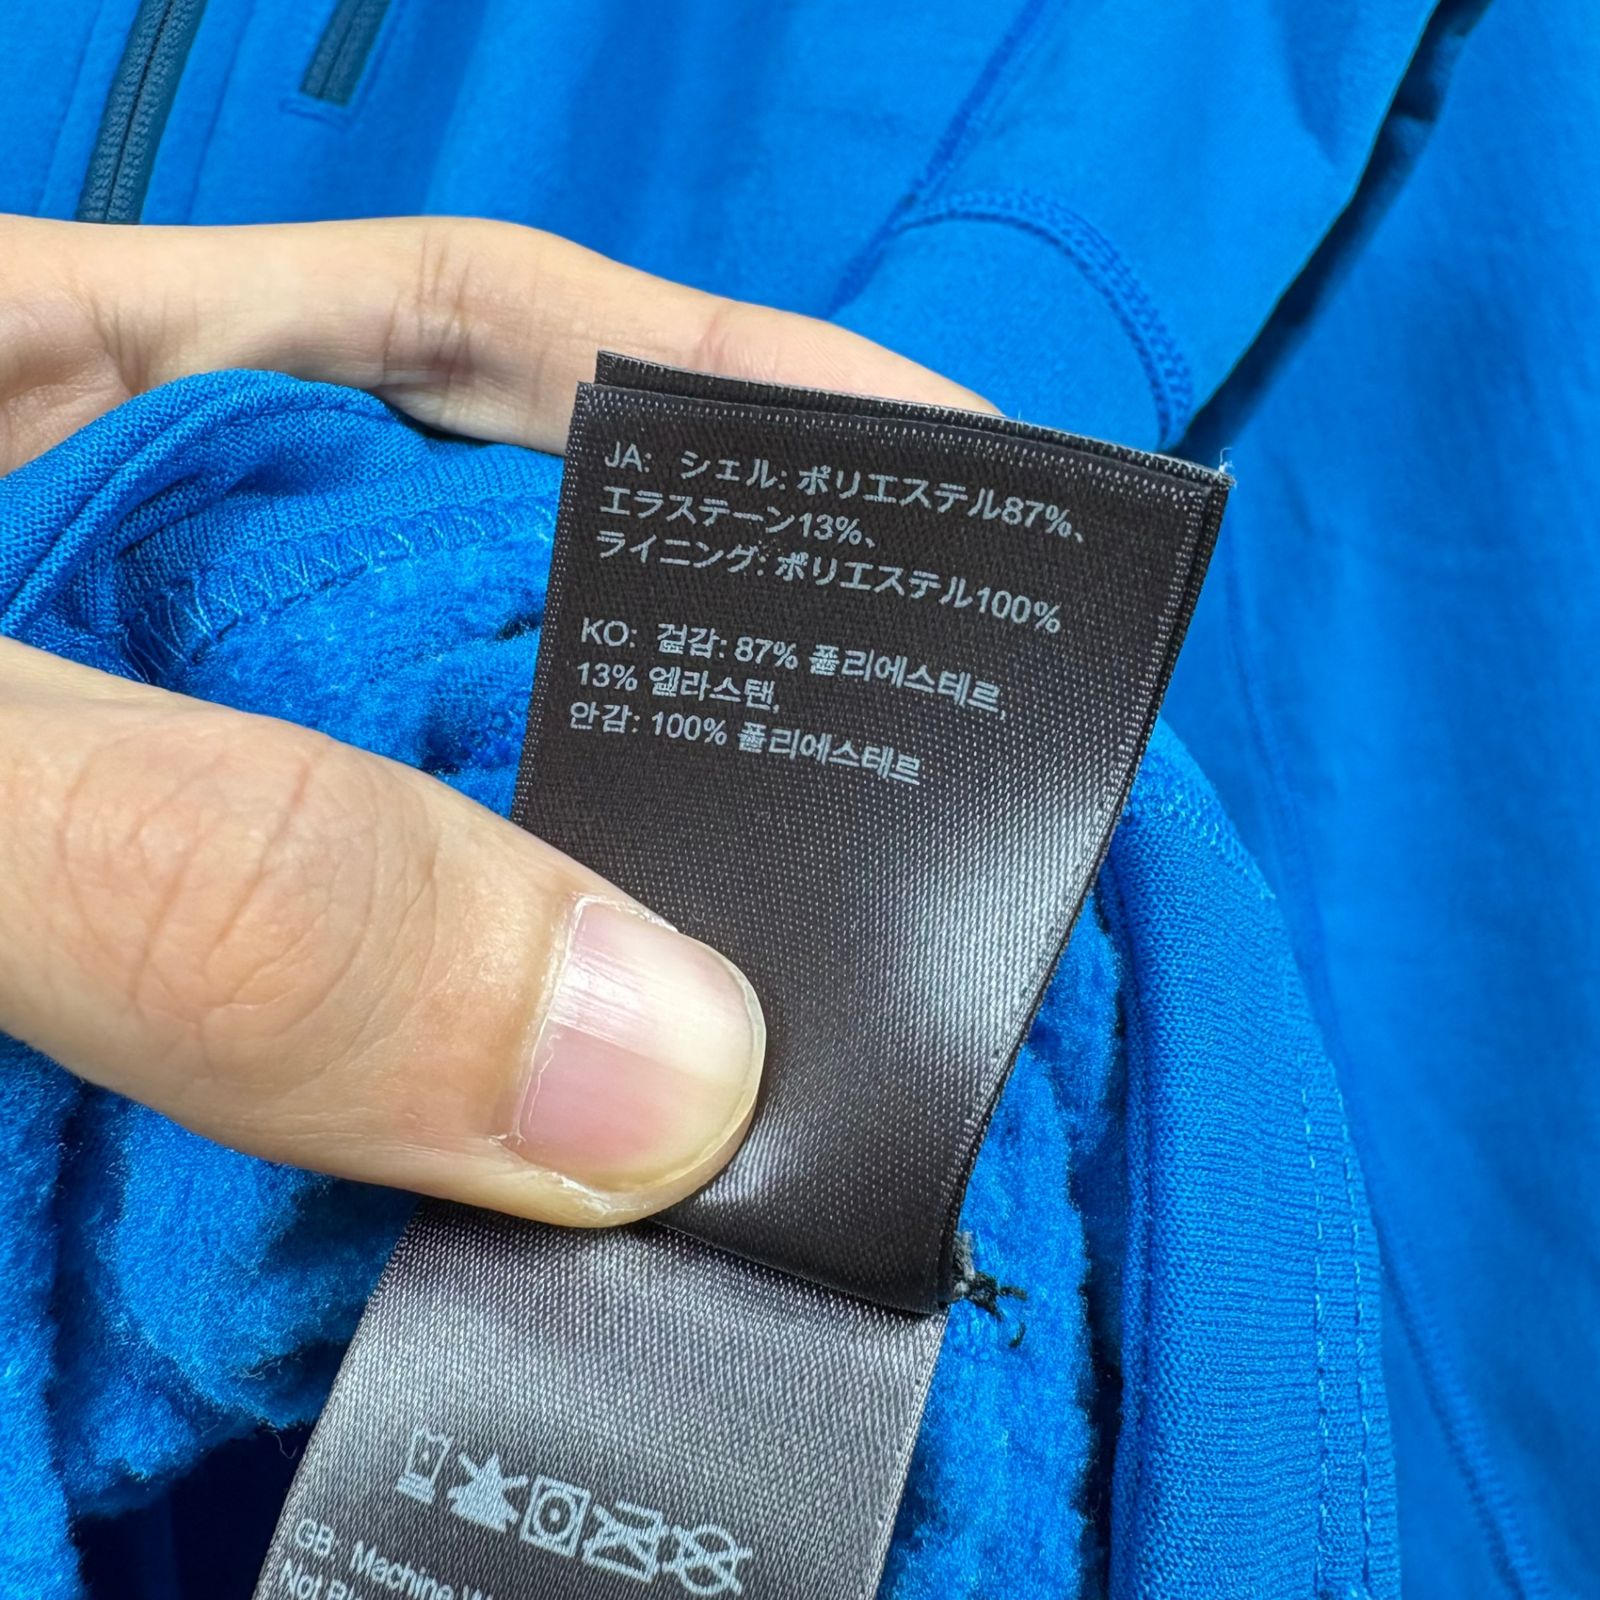 JA: シェル: ポリエステル87%、
エラステーン13%、
ライニング: ポリエステル100%
KO: 겉감: 87% 폴리에스테르,
13% 엘라스탠,
안감: 100% 폴리에스테르
GB. Machine
Not